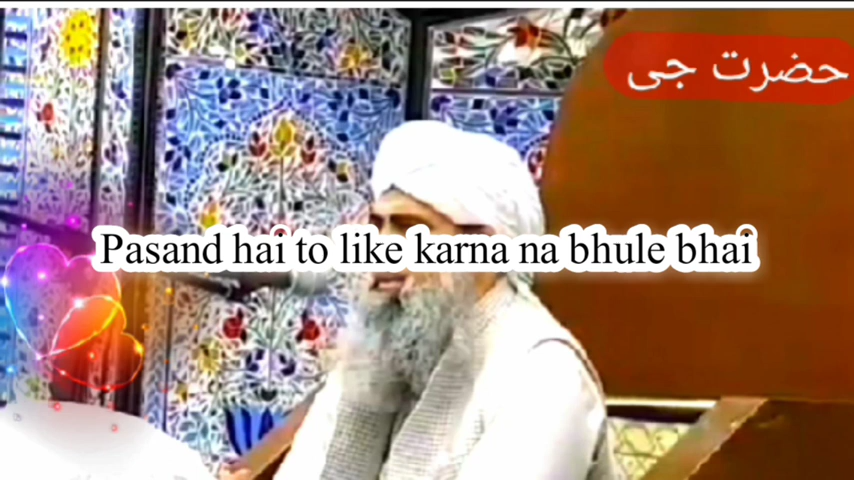 حضرت جی
Pasand hai to like karna na bhule bhai